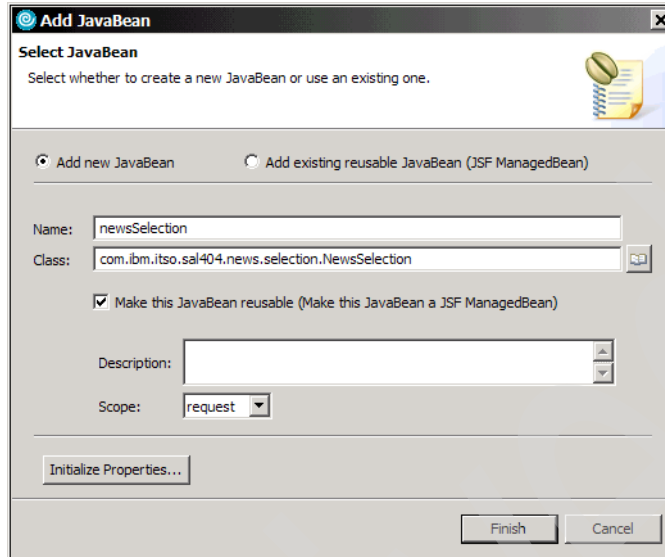 Add JavaBean
Select JavaBean
Select whether to create a new JavaBean or use an existing one.
Add new JavaBean Add existing reusable JavaBean (JSF ManagedBean)
Name: newsSelection
Class: com.ibm.itso.sal404.news.selection.NewsSelection
Make this JavaBean reusable (Make this JavaBean a JSF ManagedBean)
Description:
Scope: request
Initialize Properties...
Finish Cancel